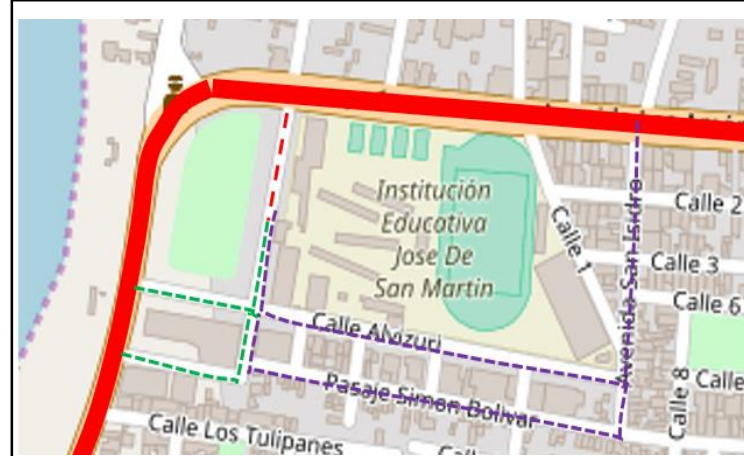 Institución
Educativa
Jose De
San Martin
Calle 2
Calle 1
Calle 3
Avenida San Isidro
Calle 6
Calle Alvizuri
Calle
Calle 8
Pasaje Simon Bolivar
Calle Los Tulipanes